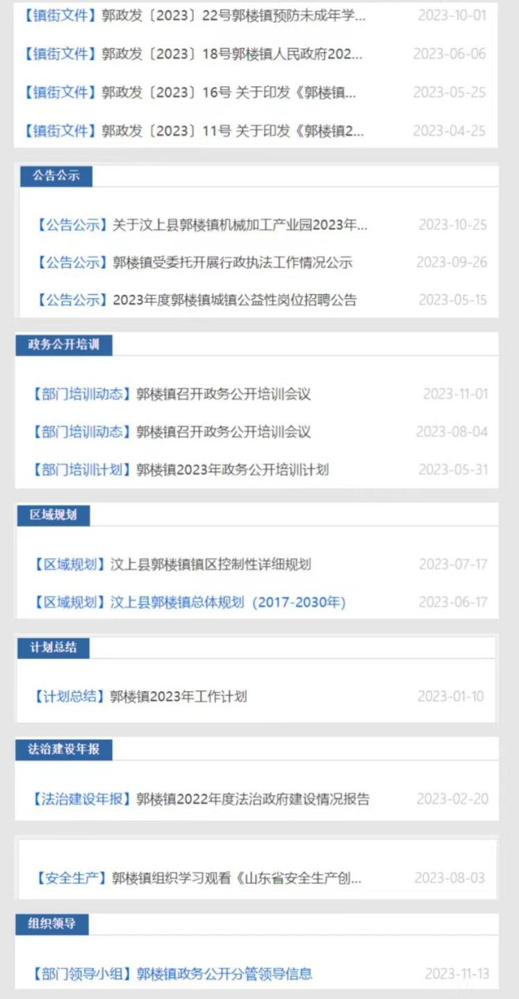 【镇街文件】郭政发〔2023〕22号郭楼镇预防未成年学... 2023-10-01
【镇街文件】郭政发〔2023〕18号郭楼镇人民政府202... 2023-06-06
【镇街文件】郭政发〔2023〕16号 关于印发《郭楼镇... 2023-05-25
【镇街文件】郭政发〔2023〕11号 关于印发《郭楼镇2... 2023-04-25
公告公示
【公告公示】关于汶上县郭楼镇机械加工产业园2023年... 2023-10-25
【公告公示】郭楼镇受委托开展行政执法工作情况公示 2023-09-26
【公告公示】2023年度郭楼镇城镇公益性岗位招聘公告 2023-05-15
政务公开培训
【部门培训动态】郭楼镇召开政务公开培训会议 2023-11-01
【部门培训动态】郭楼镇召开政务公开培训会议 2023-08-04
【部门培训计划】郭楼镇2023年政务公开培训计划 2023-05-31
区域规划
【区域规划】汶上县郭楼镇镇区控制性详细规划 2023-07-17
【区域规划】汶上县郭楼镇总体规划（2017-2030年） 2023-06-17
计划总结
【计划总结】郭楼镇2023年工作计划 2023-01-10
法治建设年报
【法治建设年报】郭楼镇2022年度法治政府建设情况报告 2023-02-20
【安全生产】郭楼镇组织学习观看《山东省安全生产创... 2023-08-03
组织领导
【部门领导小组】郭楼镇政务公开分管领导信息 2023-11-13